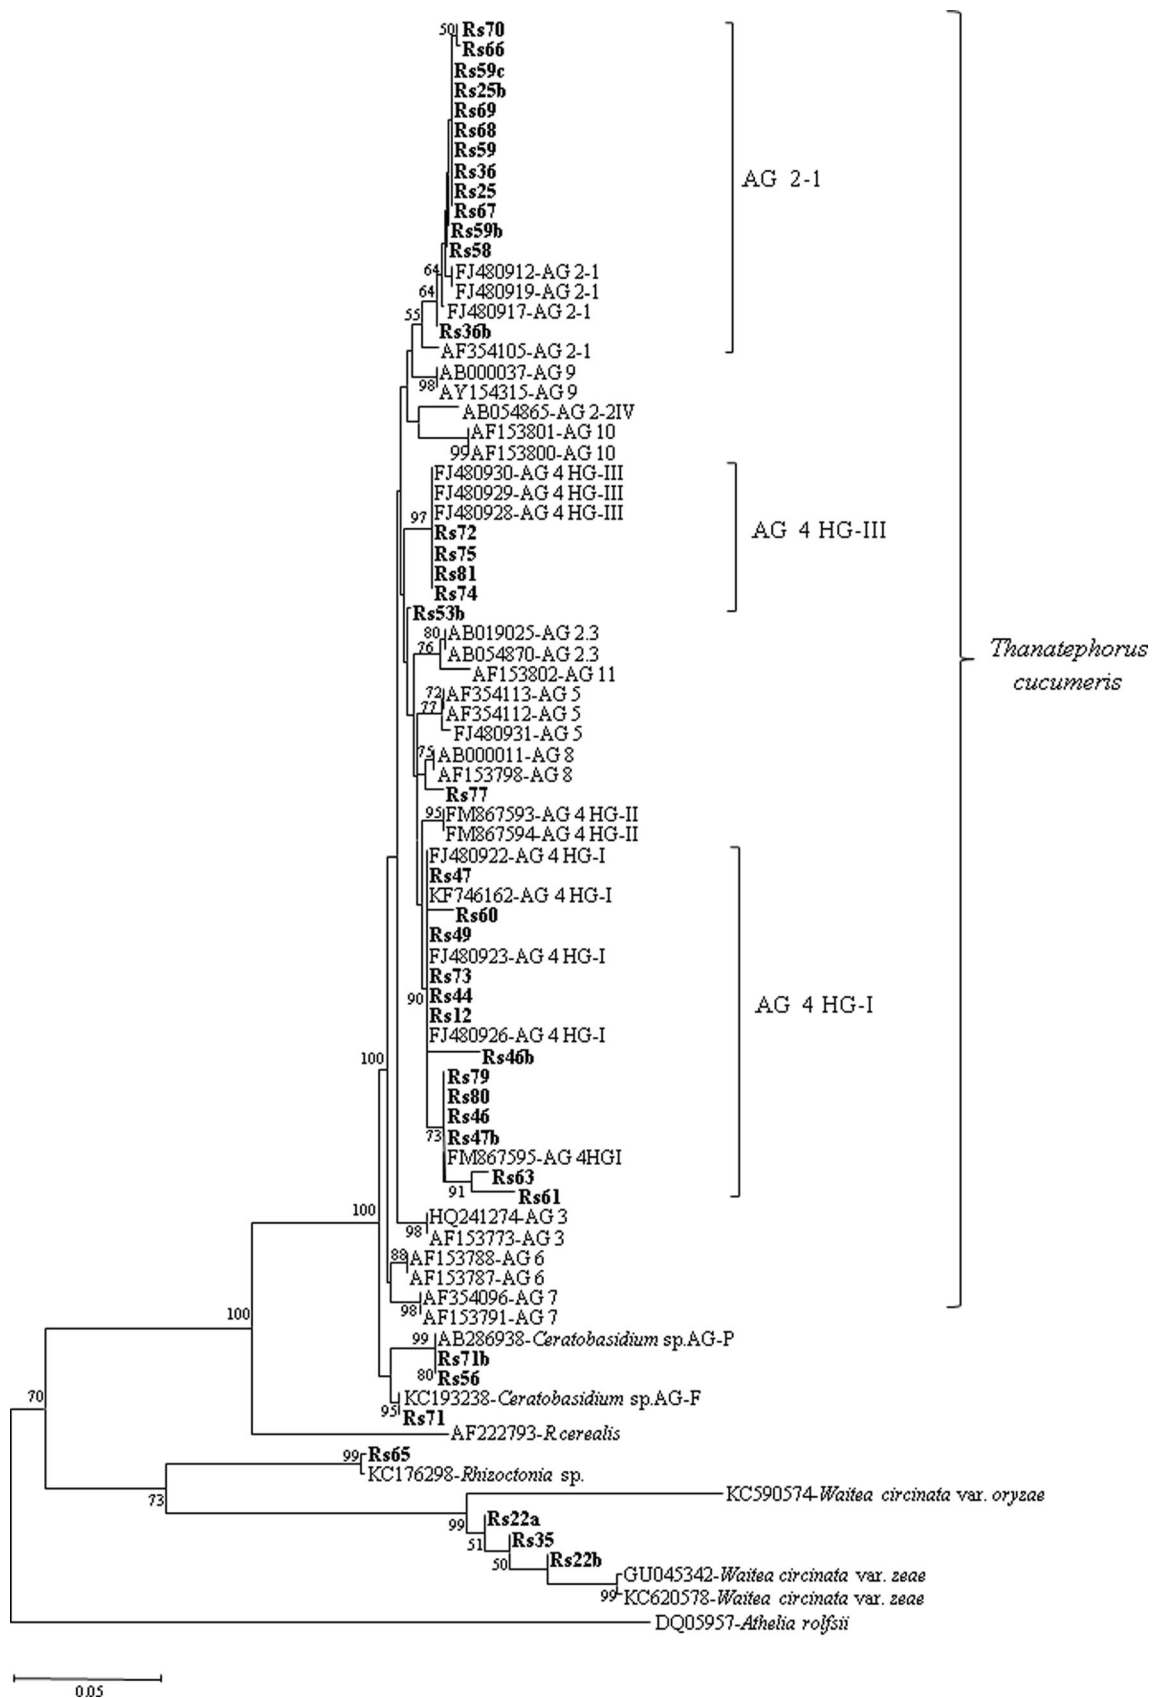 50 Rs70
Rs66
Rs59c
Rs25b
Rs69
Rs68
Rs59
Rs36
Rs25
Rs67
Rs59b
Rs58
AG 2-1
64 FJ480912-AG 2-1
FJ480919-AG 2-1
64 FJ480917-AG 2-1
55 Rs36b
AF354105-AG 2-1
AB000037-AG 9
98 AY154315-AG 9
AB054865-AG 2-2IV
AF153801-AG 10
99 AF153800-AG 10
FJ480930-AG 4 HG-III
FJ480929-AG 4 HG-III
97 FJ480928-AG 4 HG-III
Rs72
AG 4 HG-III
Rs75
Rs81
Rs74
Rs53b
80 AB019025-AG 2.3
76 AB054870-AG 2.3
AF153802-AG 11
Thanatephorus
cucumeris
72 AF354113-AG 5
77 AF354112-AG 5
FJ480931-AG 5
75 AB000011-AG 8
AF153798-AG 8
Rs77
95 FM867593-AG 4 HG-II
FM867594-AG 4 HG-II
FJ480922-AG 4 HG-I
Rs47
KF746162-AG 4 HG-I
Rs60
Rs49
FJ480923-AG 4 HG-I
Rs73
90 Rs44
AG 4 HG-I
Rs12
FJ480926-AG 4 HG-I
100 Rs46b
Rs79
Rs80
Rs46
73 Rs47b
FM867595-AG 4HGI
Rs63
91 Rs61
100 HQ241274-AG 3
98 AF153773-AG 3
88 AF153788-AG 6
AF153787-AG 6
AF354096-AG 7
98 AF153791-AG 7
100
99 AB286938-Ceratobasidium sp.AG-P
Rs71b
80 Rs56
70 KC193238-Ceratobasidium sp.AG-F
95 Rs71
AF222793-R.cerealis
99 Rs65
KC176298-Rhizoctonia sp.
73 KC590574-Waitea circinata var. oryzae
99 Rs22a
51 Rs35
50 Rs22b
GU045342-Waitea circinata var. zeae
99 KC620578-Waitea circinata var. zeae
DQ05957-Athelia rolfsii
0.05